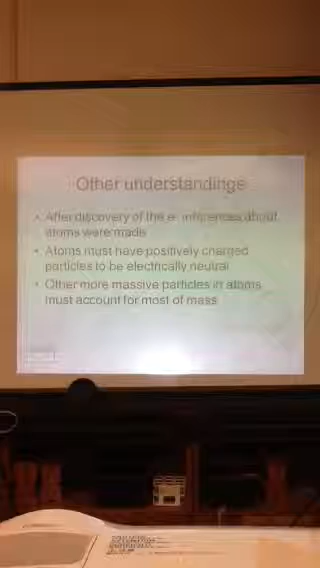 Other understandings
• After discovery of the e- inferences about
atoms were made
• Atoms must have positively charged
particles to be electrically neutral
• Other more massive particles in atoms
must account for most of mass